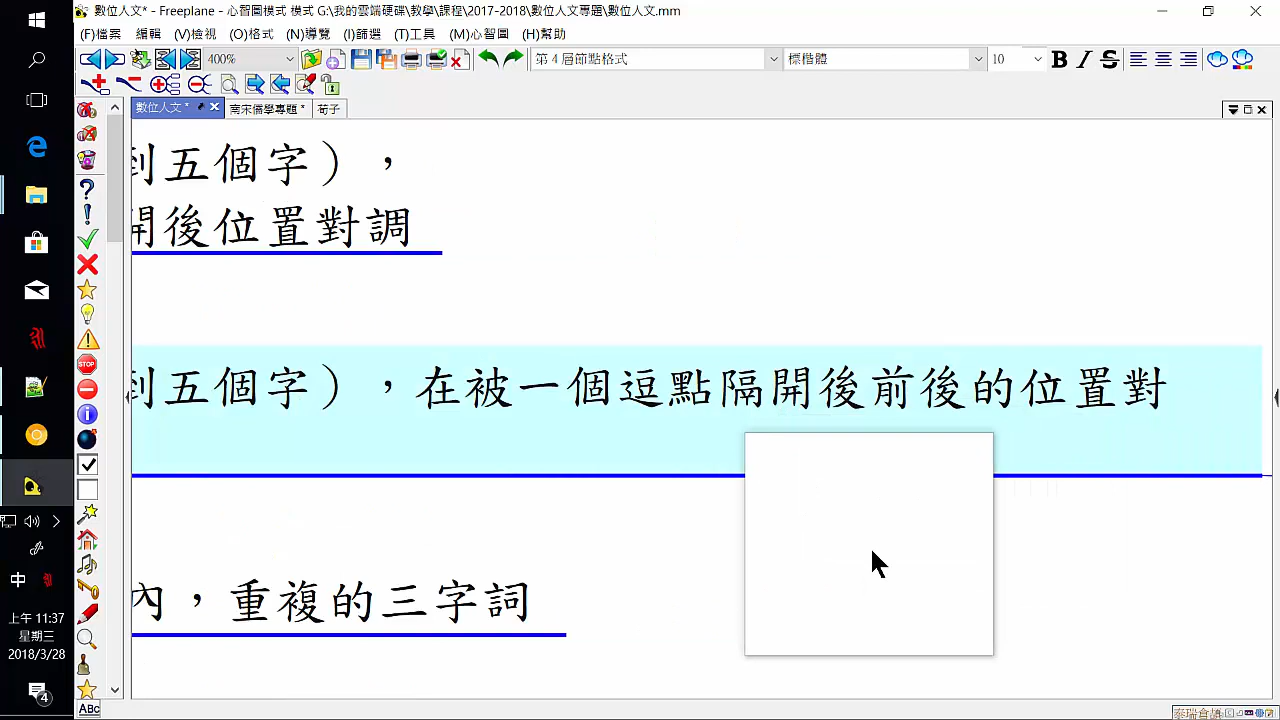 數位人文* - Freeplane - 心智圖模式 模式 G:\我的雲端硬碟\教學\課程\2017-2018\數位人文專題\數位人文.mm
(F)檔案 編輯 (V)檢視 (O)格式 (N)導覽 (I)篩選 (T)工具 (M)心智圖 (H)幫助
400% 第 4 層節點格式 標楷體 10 B I S
數位人文 * 南宋儒學專題 * 荀子
到五個字），
開後位置對調
到五個字），在被一個逗點隔開後前後的位置對
內，重複的三字詞
STOP
中
上午 11:37
星期三
2018/3/28
4
ABc